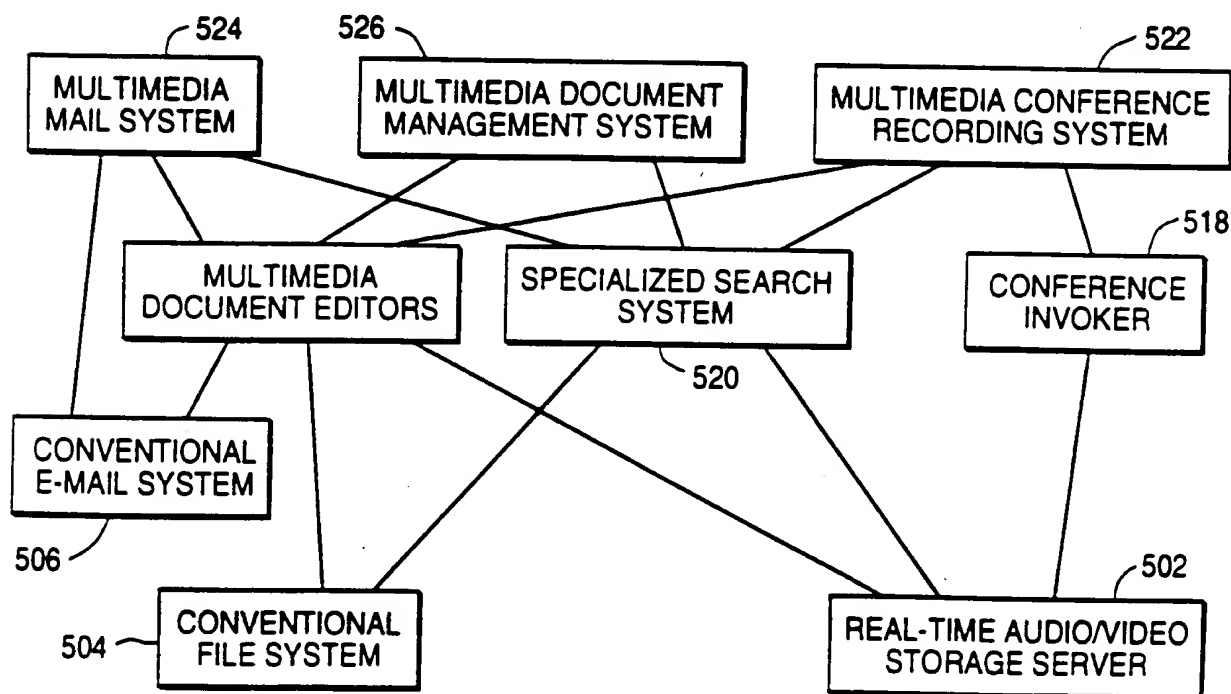 524
526
522
MULTIMEDIA
MAIL SYSTEM
MULTIMEDIA DOCUMENT
MANAGEMENT SYSTEM
MULTIMEDIA CONFERENCE
RECORDING SYSTEM
518
MULTIMEDIA
DOCUMENT EDITORS
SPECIALIZED SEARCH
SYSTEM
CONFERENCE
INVOKER
520
CONVENTIONAL
E-MAIL SYSTEM
506
502
504
CONVENTIONAL
FILE SYSTEM
REAL-TIME AUDIO/VIDEO
STORAGE SERVER